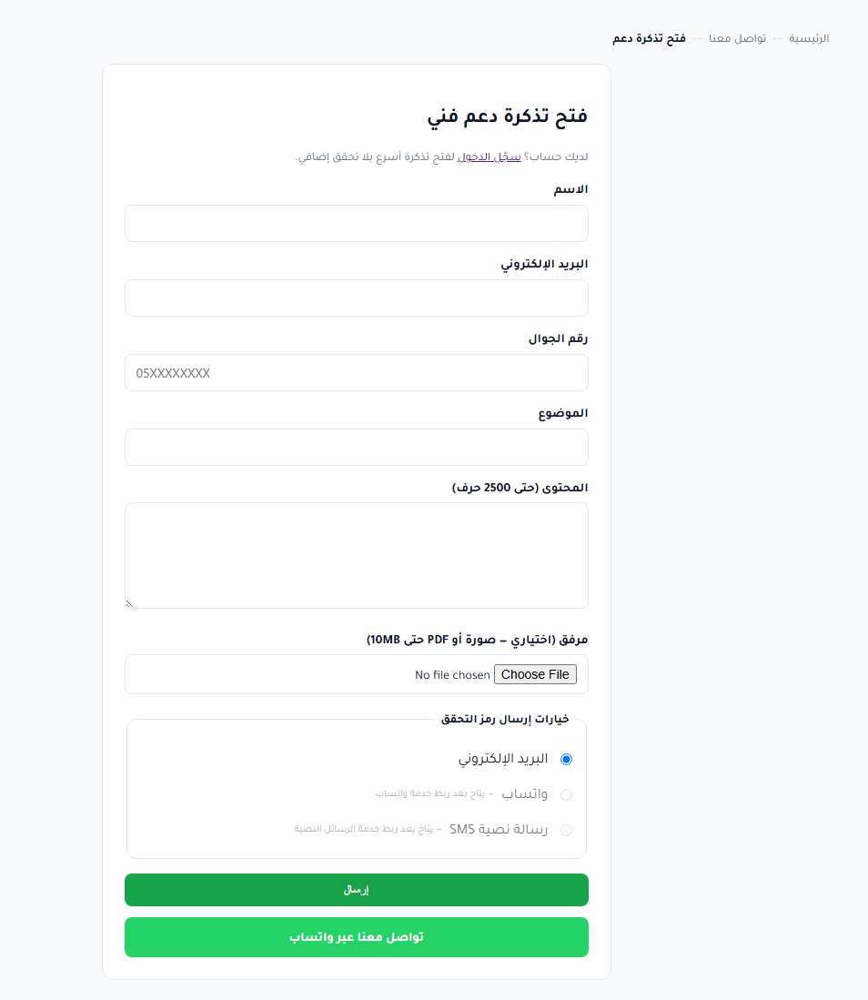 الرئيسية ← تواصل معنا ← فتح تذكرة دعم
فتح تذكرة دعم فني
لديك حساب؟ سجّل الدخول لفتح تذكرة أسرع بلا تحقق إضافي.
الاسم
البريد الإلكتروني
رقم الجوال
05XXXXXXXX
الموضوع
المحتوى (حتى 2500 حرف)
مرفق (اختياري – صورة أو PDF حتى 10MB)
Choose File No file chosen
خيارات إرسال رمز التحقق
البريد الإلكتروني
واتساب – يتاح بعد ربط خدمة واتساب
رسالة نصية SMS – يتاح بعد ربط خدمة الرسائل النصية
إرسال
تواصل معنا عبر واتساب